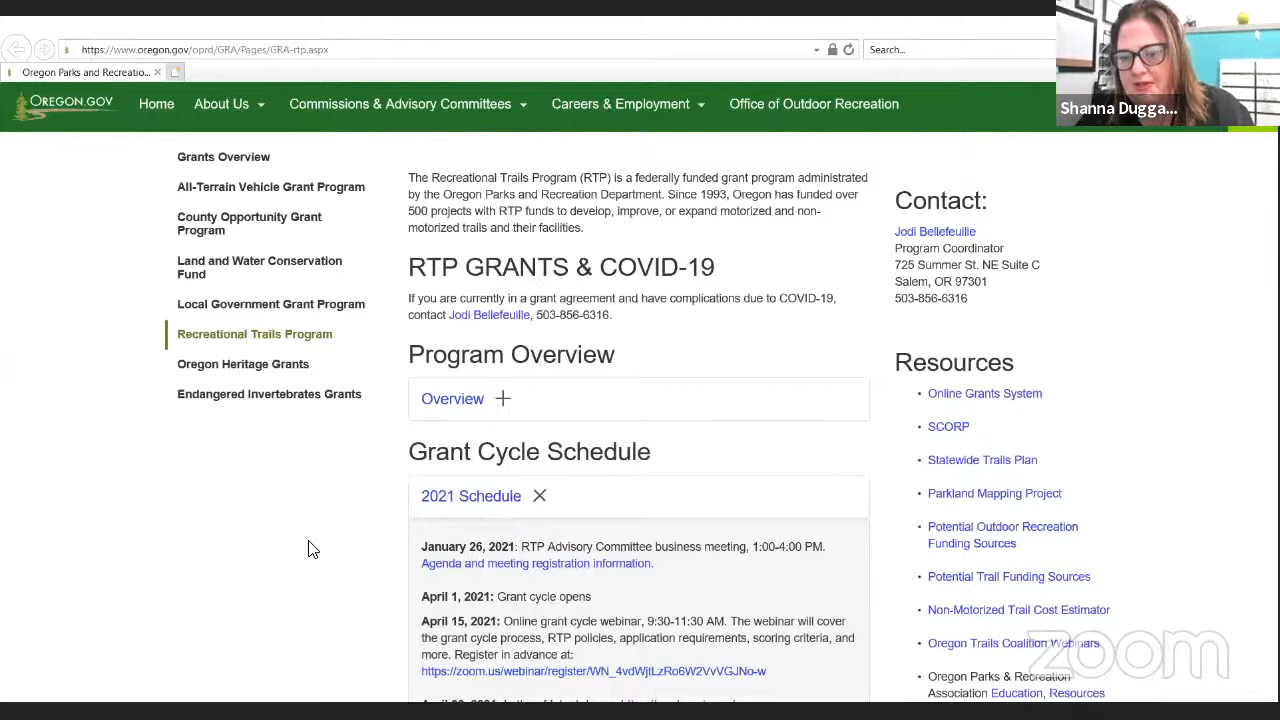 https://www.oregon.gov/oprd/GRA/Pages/GRA-rtp.aspx
Search...
Oregon Parks and Recreatio...
OREGON.GOV
Home
About Us
Commissions & Advisory Committees
Careers & Employment
Office of Outdoor Recreation
Shanna Dugga...
Grants Overview
All-Terrain Vehicle Grant Program
County Opportunity Grant
Program
Land and Water Conservation
Fund
Local Government Grant Program
Recreational Trails Program
Oregon Heritage Grants
Endangered Invertebrates Grants
The Recreational Trails Program (RTP) is a federally funded grant program administrated
by the Oregon Parks and Recreation Department. Since 1993, Oregon has funded over
500 projects with RTP funds to develop, improve, or expand motorized and non-
motorized trails and their facilities.
RTP GRANTS & COVID-19
If you are currently in a grant agreement and have complications due to COVID-19,
contact Jodi Bellefeuille, 503-856-6316.
Program Overview
Overview
Grant Cycle Schedule
2021 Schedule
January 26, 2021: RTP Advisory Committee business meeting, 1:00-4:00 PM.
Agenda and meeting registration information.
April 1, 2021: Grant cycle opens
April 15, 2021: Online grant cycle webinar, 9:30-11:30 AM. The webinar will cover
the grant cycle process, RTP policies, application requirements, scoring criteria, and
more. Register in advance at:
https://zoom.us/webinar/register/WN_4vdWjtLzRo6W2VvVGJNo-w
Contact:
Jodi Bellefeuille
Program Coordinator
725 Summer St. NE Suite C
Salem, OR 97301
503-856-6316
Resources
Online Grants System
SCORP
Statewide Trails Plan
Parkland Mapping Project
Potential Outdoor Recreation
Funding Sources
Potential Trail Funding Sources
Non-Motorized Trail Cost Estimator
Oregon Trails Coalition Webinars
Oregon Parks & Recreation
Association Education, Resources
zoom